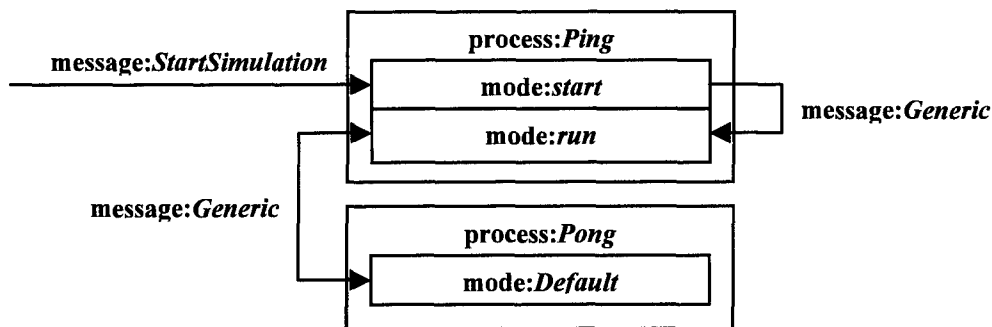 process:Ping
message:StartSimulation
mode:start
message:Generic
mode:run
message:Generic
process:Pong
mode:Default